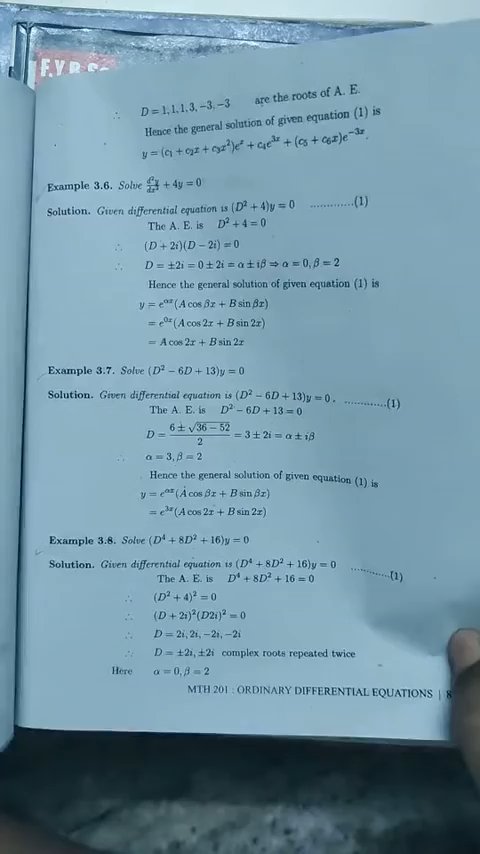 F.Y.B.Sc
∴ D = 1, 1, 1, 3, −3, −3 are the roots of A. E.
Hence the general solution of given equation (1) is
y = (c₁ + c₂x + c₃x²)eˣ + c₄e³ˣ + (c₅ + c₆x)e⁻³ˣ.
Example 3.6. Solve d²y/dx² + 4y = 0
Solution. Given differential equation is (D² + 4)y = 0 ............(1)
The A. E. is D² + 4 = 0
∴ (D + 2i)(D − 2i) = 0
∴ D = ±2i = 0 ± 2i = α ± iβ ⇒ α = 0, β = 2
Hence the general solution of given equation (1) is
y = eᵅˣ(A cos βx + B sin βx)
= e⁰ˣ(A cos 2x + B sin 2x)
= A cos 2x + B sin 2x
Example 3.7. Solve (D² − 6D + 13)y = 0
Solution. Given differential equation is (D² − 6D + 13)y = 0. ............(1)
The A. E. is D² − 6D + 13 = 0
D = (6 ± √36 − 52)/2 = 3 ± 2i = α ± iβ
∴ α = 3, β = 2
Hence the general solution of given equation (1) is
y = eᵅˣ(A cos βx + B sin βx)
= e³ˣ(A cos 2x + B sin 2x)
Example 3.8. Solve (D⁴ + 8D² + 16)y = 0
Solution. Given differential equation is (D⁴ + 8D² + 16)y = 0 ............(1)
The A. E. is D⁴ + 8D² + 16 = 0
∴ (D² + 4)² = 0
∴ (D + 2i)²(D2i)² = 0
∴ D = 2i, 2i, −2i, −2i
∴ D = ±2i, ±2i complex roots repeated twice
Here α = 0, β = 2
MTH 201 : ORDINARY DIFFERENTIAL EQUATIONS | 8